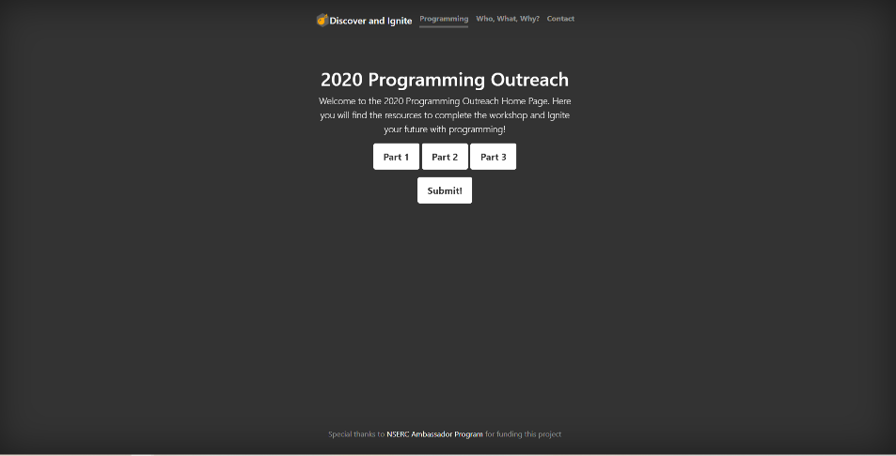 Discover and Ignite Programming Who, What, Why? Contact
2020 Programming Outreach
Welcome to the 2020 Programming Outreach Home Page. Here
you will find the resources to complete the workshop and Ignite
your future with programming!
Part 1 Part 2 Part 3
Submit!
Special thanks to NSERC Ambassador Program for funding this project